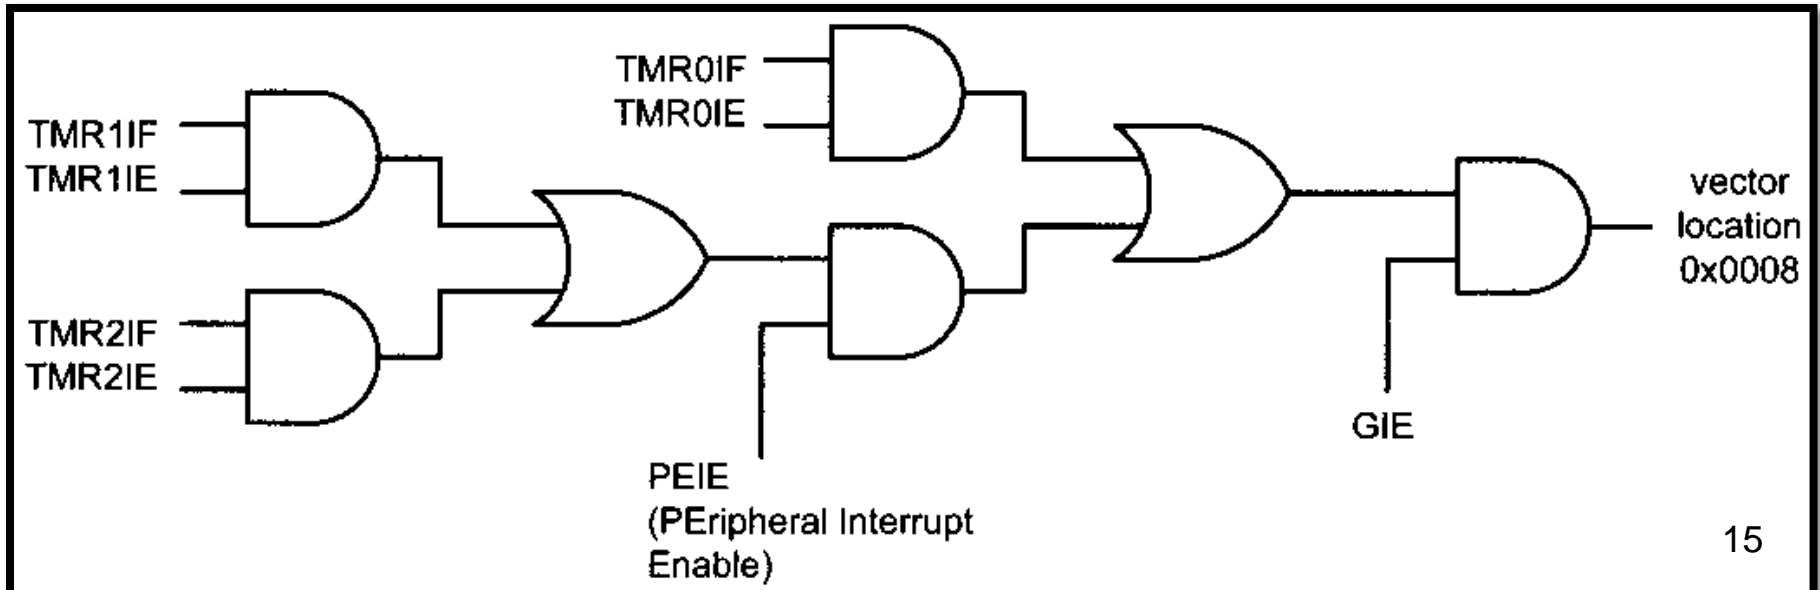 TMR0IF
TMR0IE
TMR1IF
TMR1IE
TMR2IF
TMR2IE
vector
location
0x0008
GIE
PEIE
(PEripheral Interrupt
Enable)
15